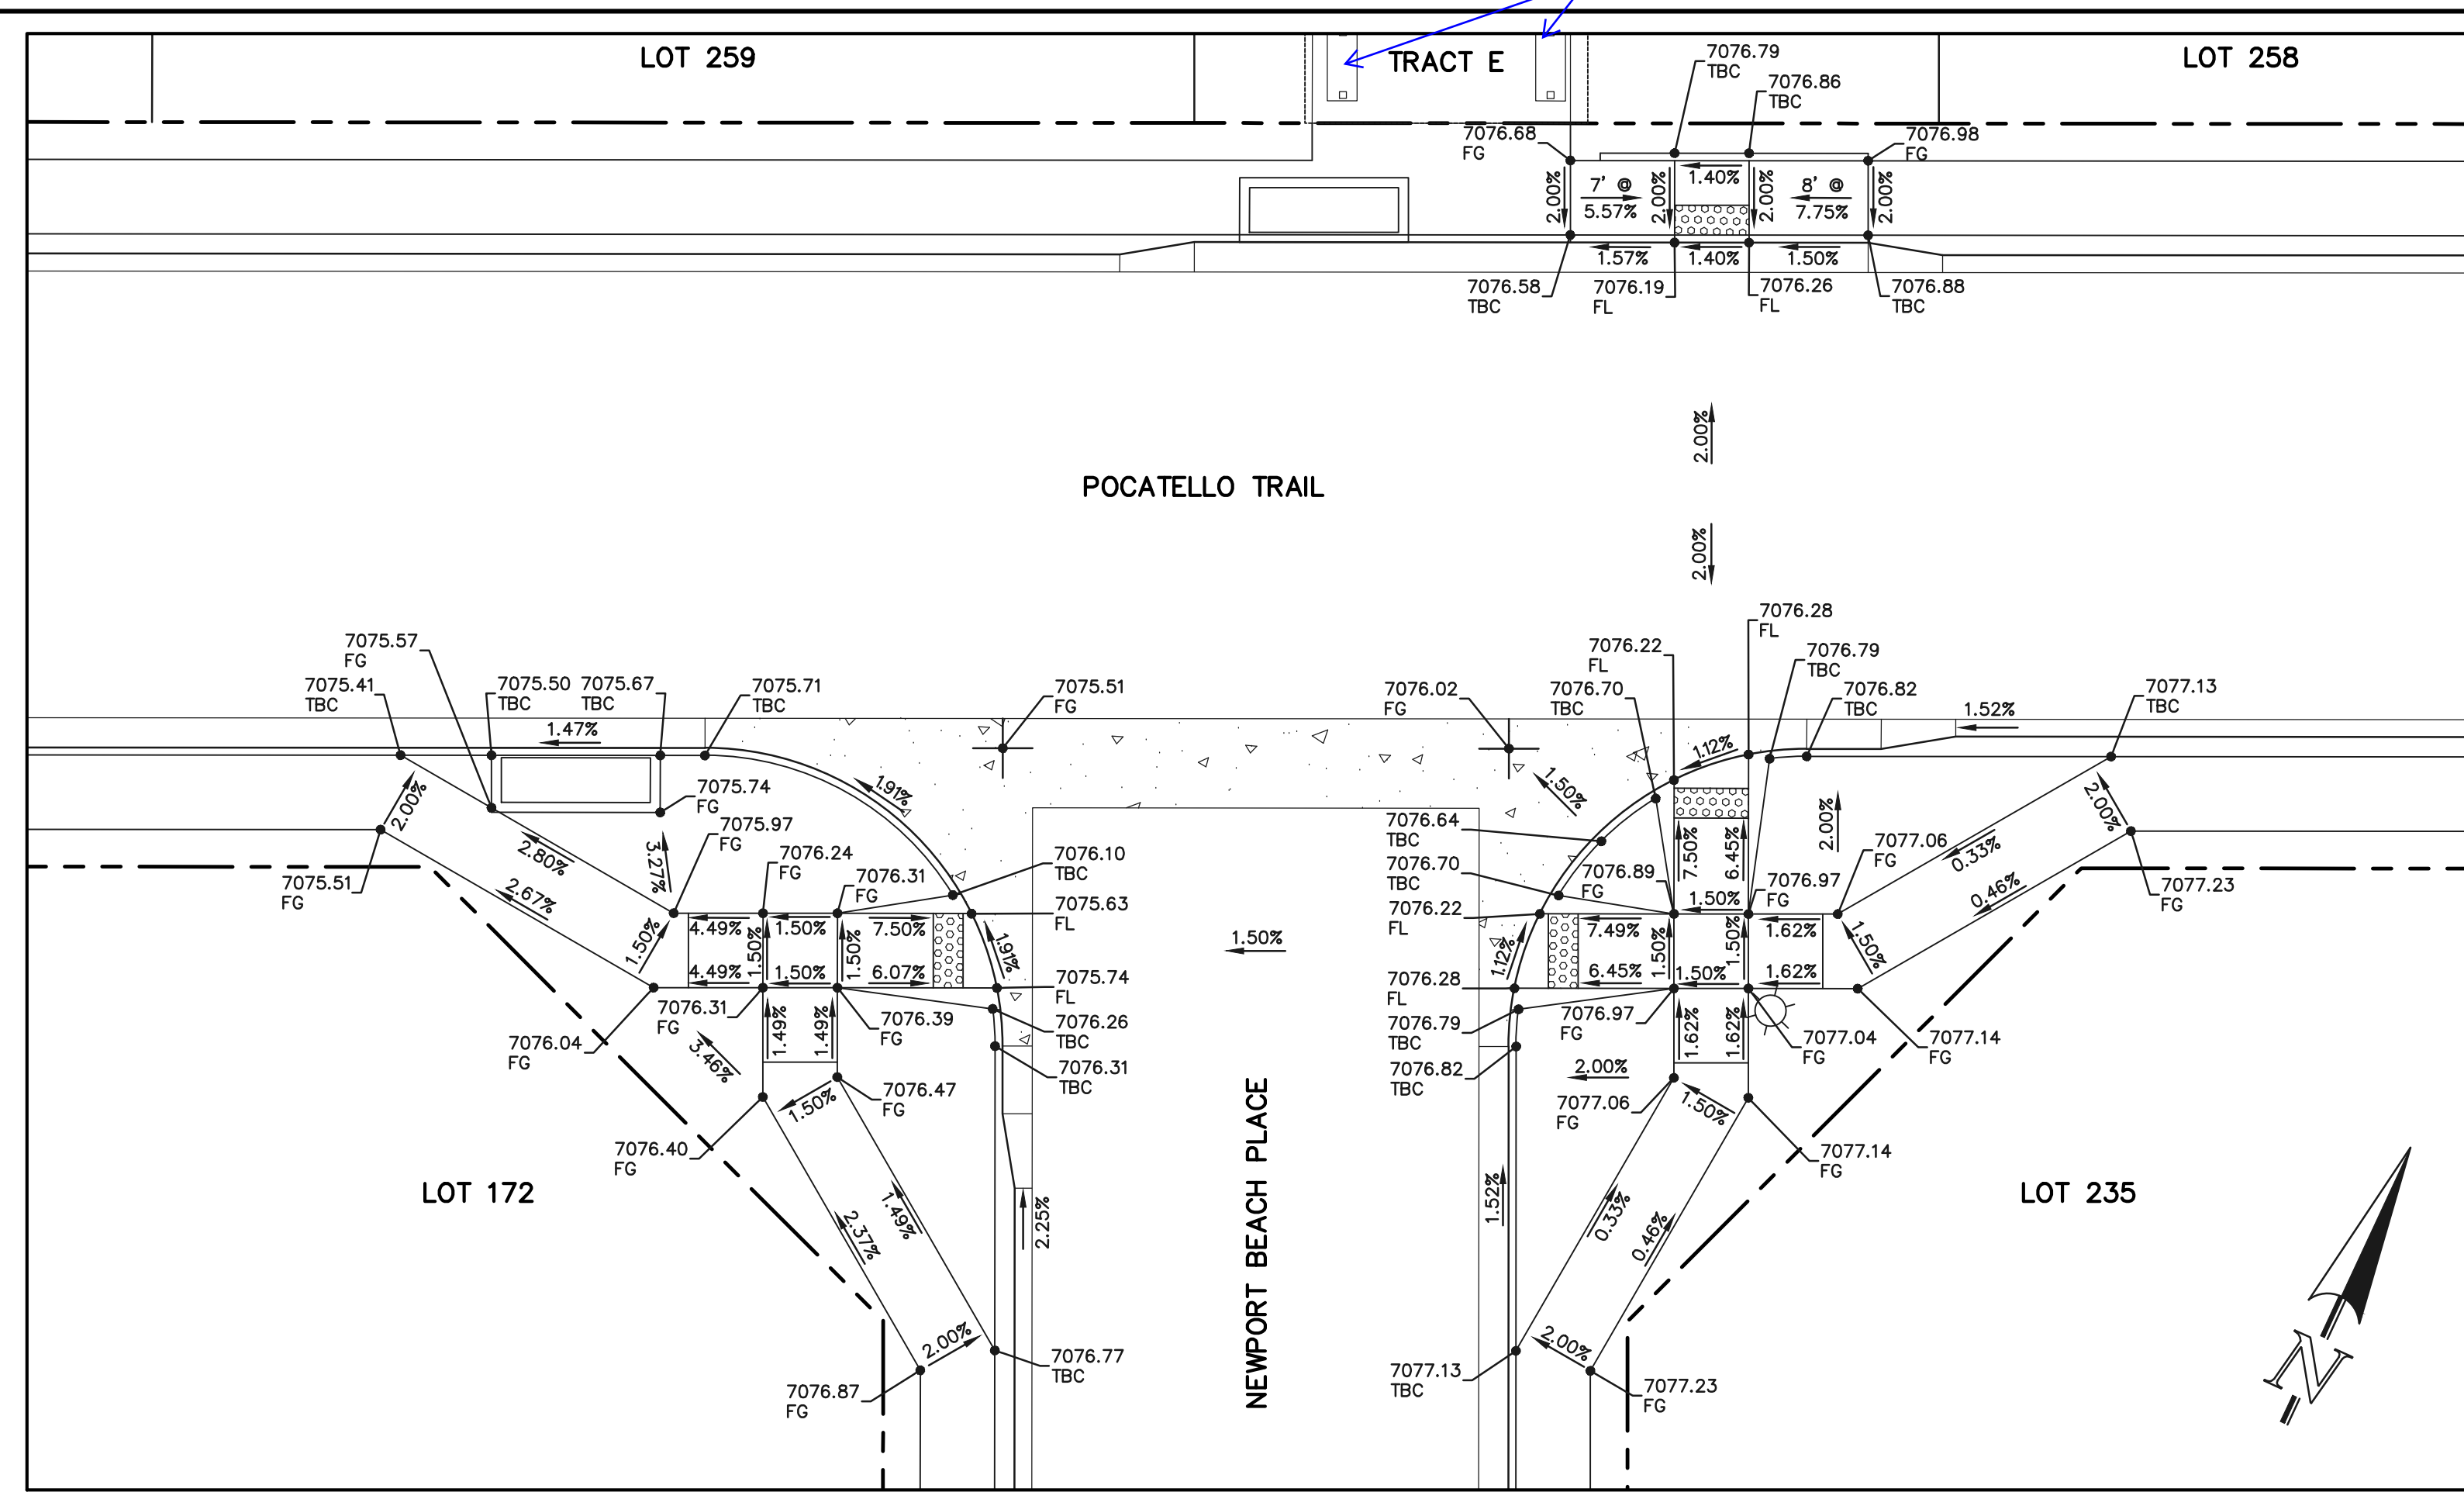 LOT 259
TRACT E
LOT 258
7076.79
TBC
7076.86
TBC
7076.68
FG
7076.98
FG
2.00%
7' @
5.57%
2.00%
1.40%
2.00%
8' @
7.75%
2.00%
1.57%
1.40%
1.50%
7076.58
TBC
7076.19
FL
7076.26
FL
7076.88
TBC
2.00%
POCATELLO TRAIL
2.00%
7075.57
FG
7075.41
TBC
7075.50
TBC
7075.67
TBC
7075.71
TBC
1.47%
7075.51
FG
7076.02
FG
7076.22
FL
7076.28
FL
7076.70
TBC
7076.79
TBC
7076.82
TBC
1.52%
7077.13
TBC
1.12%
1.50%
1.91%
2.00%
7075.74
FG
7075.97
FG
2.80%
3.27%
7076.24
FG
7076.31
FG
7076.10
TBC
7075.63
FL
7075.51
FG
2.67%
1.50%
4.49%
1.50%
7.50%
1.50%
1.50%
4.49%
1.50%
6.07%
1.91%
7075.74
FL
7076.31
FG
7076.04
FG
1.49%
1.49%
7076.39
FG
7076.26
TBC
7076.31
TBC
3.46%
1.50%
7076.47
FG
7076.40
FG
LOT 172
2.37%
1.49%
2.25%
2.00%
7076.77
TBC
7076.87
FG
1.50%
NEWPORT BEACH PLACE
7076.64
TBC
7076.70
TBC
7076.22
FL
7076.89
FG
7.50%
6.45%
2.00%
7076.97
FG
7077.06
FG
0.33%
0.46%
2.00%
7077.23
FG
1.50%
7.49%
1.50%
1.50%
1.62%
1.50%
1.12%
6.45%
1.50%
1.62%
7076.28
FL
7076.79
TBC
7076.97
FG
1.62%
1.62%
7077.04
FG
7077.14
FG
7076.82
TBC
2.00%
7077.06
FG
1.50%
7077.14
FG
1.52%
0.33%
0.46%
LOT 235
2.00%
7077.13
TBC
7077.23
FG
N